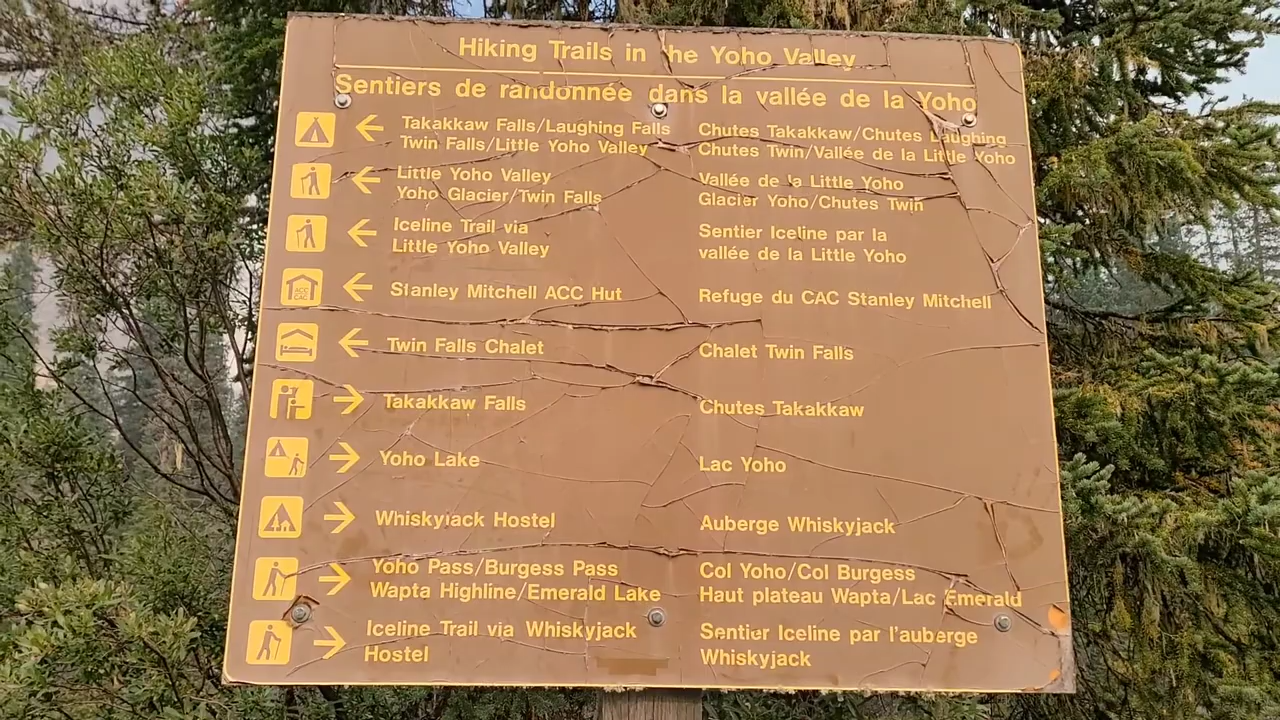 Hiking Trails in the Yoho Valley
Sentiers de randonnée dans la vallée de la Yoho
Takakkaw Falls/Laughing Falls
Twin Falls/Little Yoho Valley
Chutes Takakkaw/Chutes Laughing
Chutes Twin/Vallée de la Little Yoho
Little Yoho Valley
Yoho Glacier/Twin Falls
Vallée de la Little Yoho
Glacier Yoho/Chutes Twin
Iceline Trail via
Little Yoho Valley
Sentier Iceline par la
vallée de la Little Yoho
ACC
CAC
Stanley Mitchell ACC Hut
Refuge du CAC Stanley Mitchell
Twin Falls Chalet
Chalet Twin Falls
Takakkaw Falls
Chutes Takakkaw
Yoho Lake
Lac Yoho
Whiskyjack Hostel
Auberge Whiskyjack
Yoho Pass/Burgess Pass
Wapta Highline/Emerald Lake
Col Yoho/Col Burgess
Haut plateau Wapta/Lac Emerald
Iceline Trail via Whiskyjack
Hostel
Sentier Iceline par l'auberge
Whiskyjack